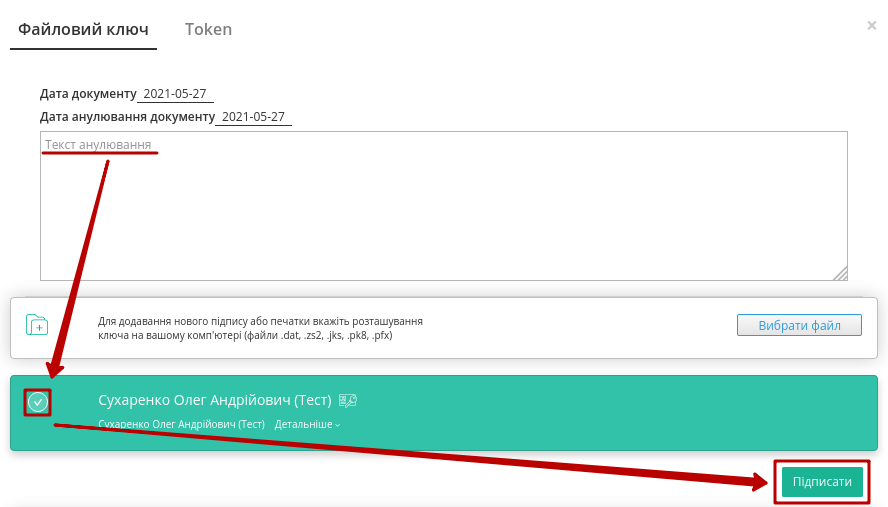 Файловий ключ Token ×
Дата документу 2021-05-27
Дата анулювання документу 2021-05-27
Текст анулювання
Для додавання нового підпису або печатки вкажіть розташування
ключа на вашому комп'ютері (файли .dat, .zs2, .jks, .pk8, .pfx)
Вибрати файл
Сухаренко Олег Андрійович (Тест)
Сухаренко Олег Андрійович (Тест) Детальніше
Підписати